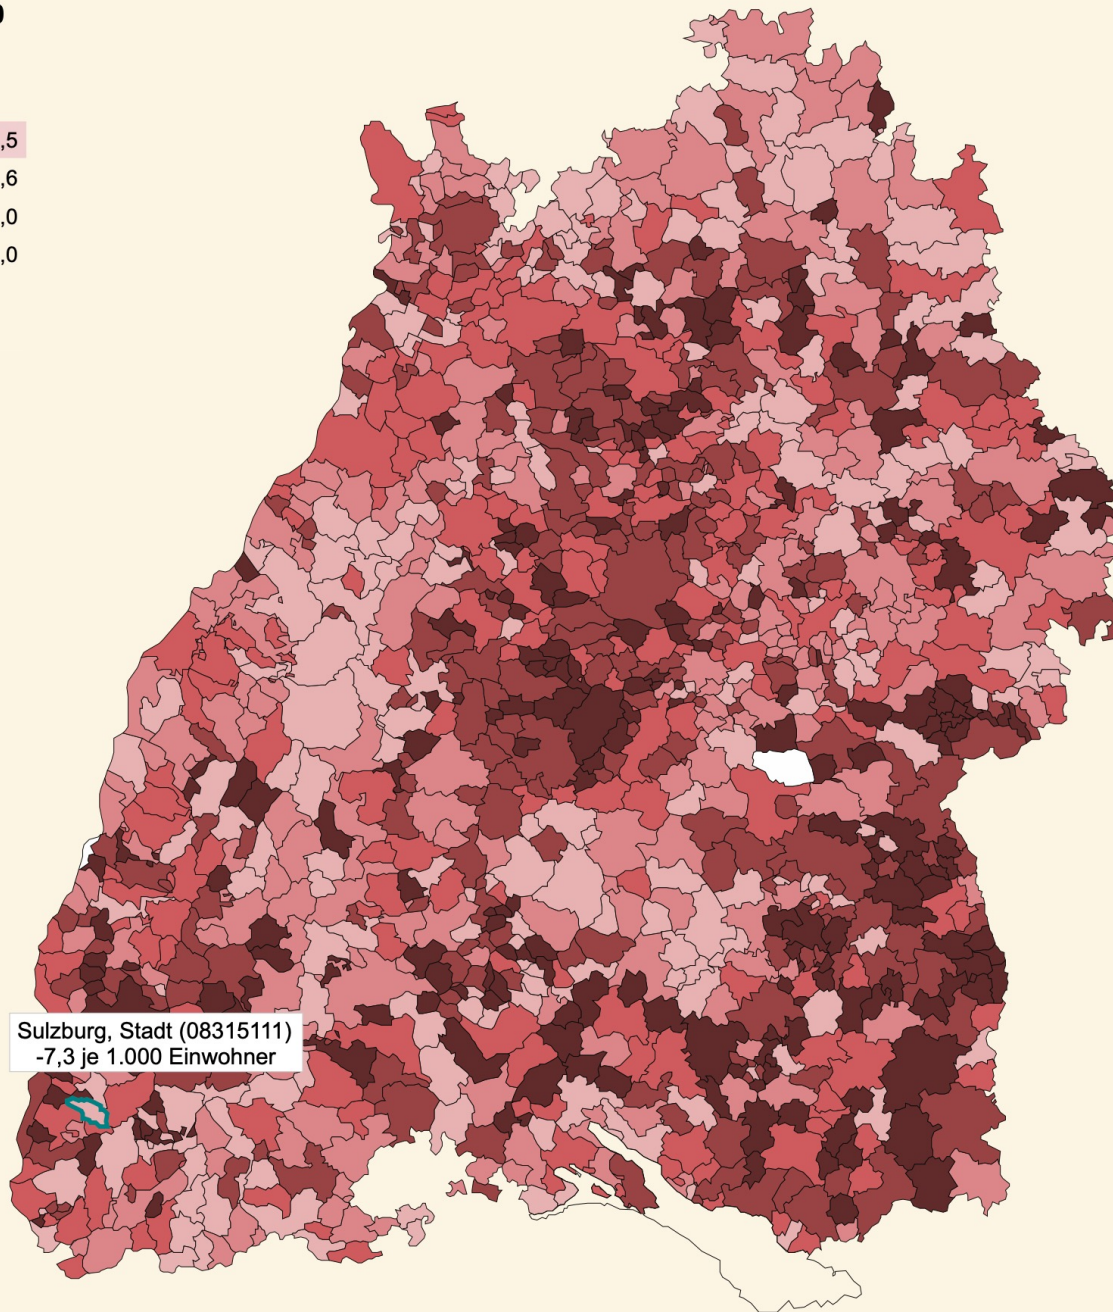 ,5
,6
,0
,0
Sulzburg, Stadt (08315111)
-7,3 je 1.000 Einwohner